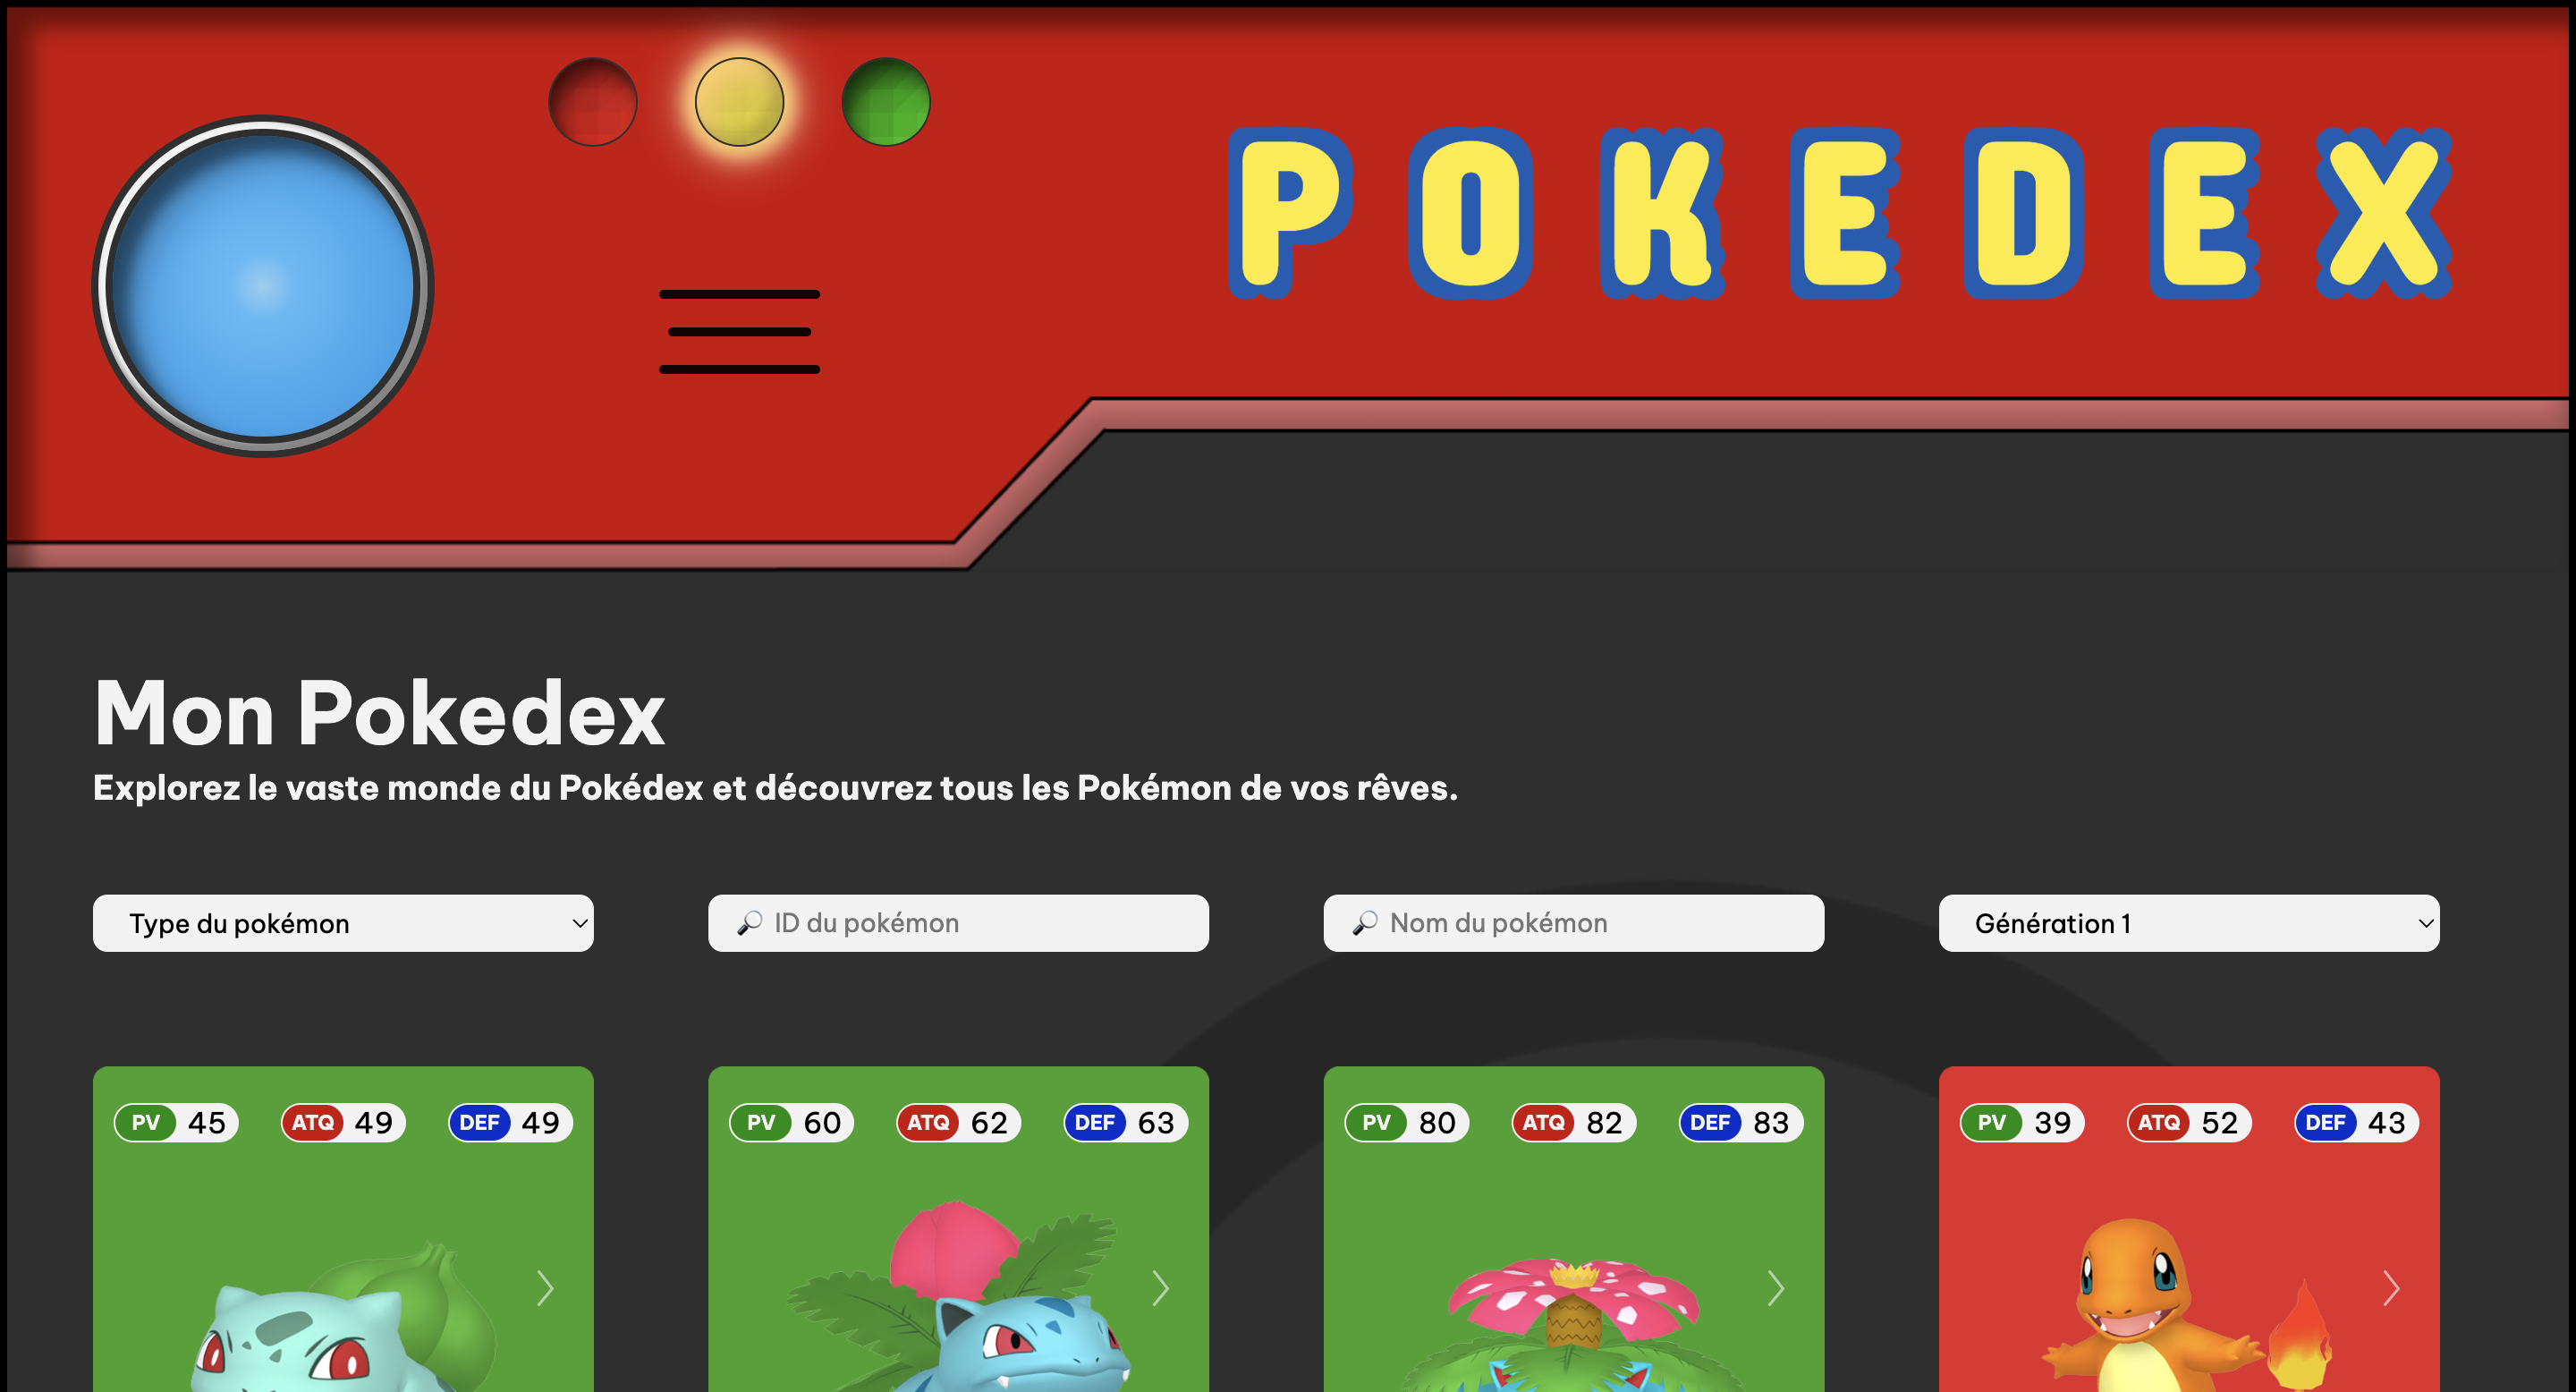 POKEDEX
Mon Pokedex
Explorez le vaste monde du Pokédex et découvrez tous les Pokémon de vos rêves.
Type du pokémon
ID du pokémon
Nom du pokémon
Génération 1
PV 45 ATQ 49 DEF 49
PV 60 ATQ 62 DEF 63
PV 80 ATQ 82 DEF 83
PV 39 ATQ 52 DEF 43